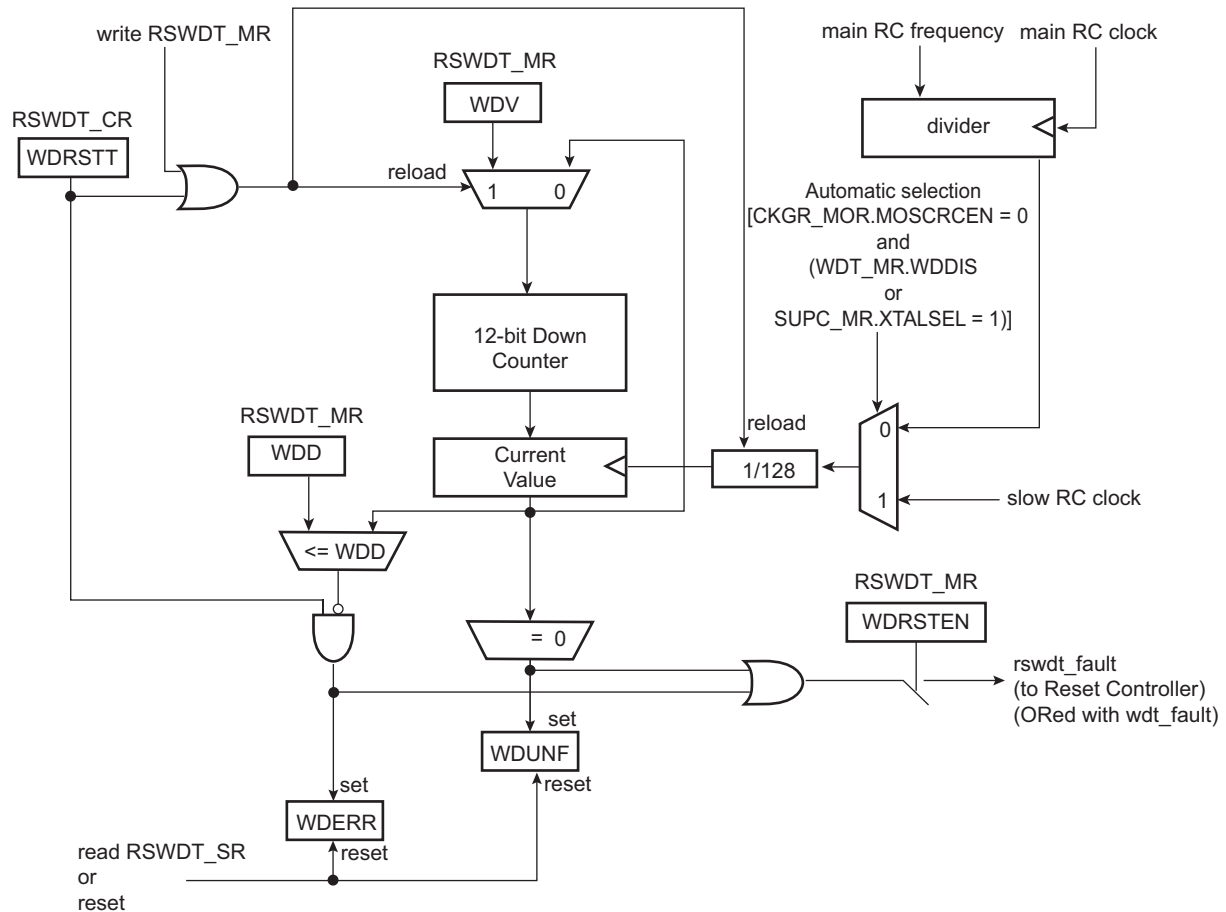 write RSWDT_MR
main RC frequency
main RC clock
RSWDT_MR
WDV
divider
RSWDT_CR
WDRSTT
reload
1 0
Automatic selection
[CKGR_MOR.MOSCRCEN = 0
and
(WDT_MR.WDDIS
or
SUPC_MR.XTALSEL = 1)]
12-bit Down
Counter
RSWDT_MR
WDD
reload
0
Current
Value
1/128
1
slow RC clock
<= WDD
RSWDT_MR
WDRSTEN
= 0
rswdt_fault
(to Reset Controller)
(ORed with wdt_fault)
set
WDUNF
reset
set
WDERR
reset
read RSWDT_SR
or
reset